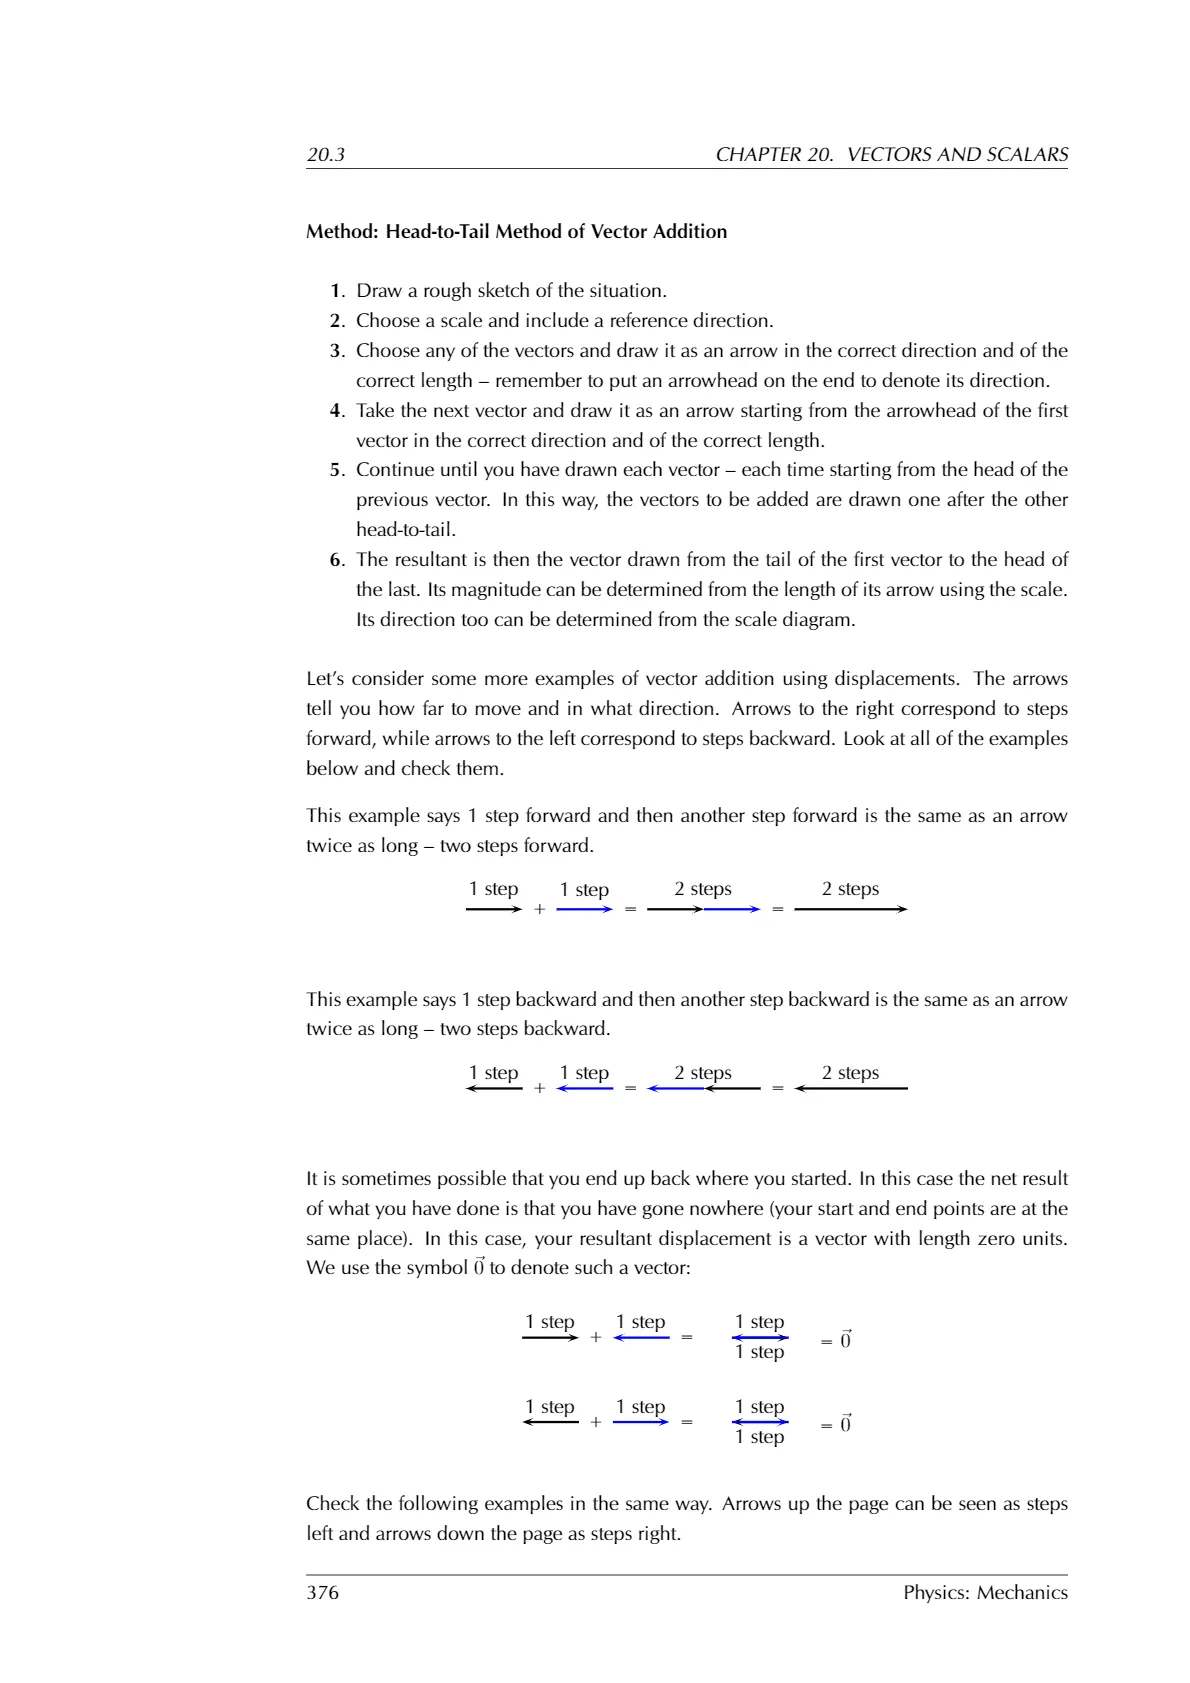 20.3 CHAPTER 20. VECTORS AND SCALARS
Method: Head-to-Tail Method of Vector Addition
1. Draw a rough sketch of the situation.
2. Choose a scale and include a reference direction.
3. Choose any of the vectors and draw it as an arrow in the correct direction and of the
correct length – remember to put an arrowhead on the end to denote its direction.
4. Take the next vector and draw it as an arrow starting from the arrowhead of the first
vector in the correct direction and of the correct length.
5. Continue until you have drawn each vector – each time starting from the head of the
previous vector. In this way, the vectors to be added are drawn one after the other
head-to-tail.
6. The resultant is then the vector drawn from the tail of the first vector to the head of
the last. Its magnitude can be determined from the length of its arrow using the scale.
Its direction too can be determined from the scale diagram.
Let’s consider some more examples of vector addition using displacements. The arrows
tell you how far to move and in what direction. Arrows to the right correspond to steps
forward, while arrows to the left correspond to steps backward. Look at all of the examples
below and check them.
This example says 1 step forward and then another step forward is the same as an arrow
twice as long – two steps forward.
1 step 1 step 2 steps 2 steps
+ = =
This example says 1 step backward and then another step backward is the same as an arrow
twice as long – two steps backward.
1 step 1 step 2 steps 2 steps
+ = =
It is sometimes possible that you end up back where you started. In this case the net result
of what you have done is that you have gone nowhere (your start and end points are at the
same place). In this case, your resultant displacement is a vector with length zero units.
We use the symbol 0⃗ to denote such a vector:
1 step 1 step 1 step
+ = = 0⃗
1 step
1 step 1 step 1 step
+ = = 0⃗
1 step
Check the following examples in the same way. Arrows up the page can be seen as steps
left and arrows down the page as steps right.
376 Physics: Mechanics